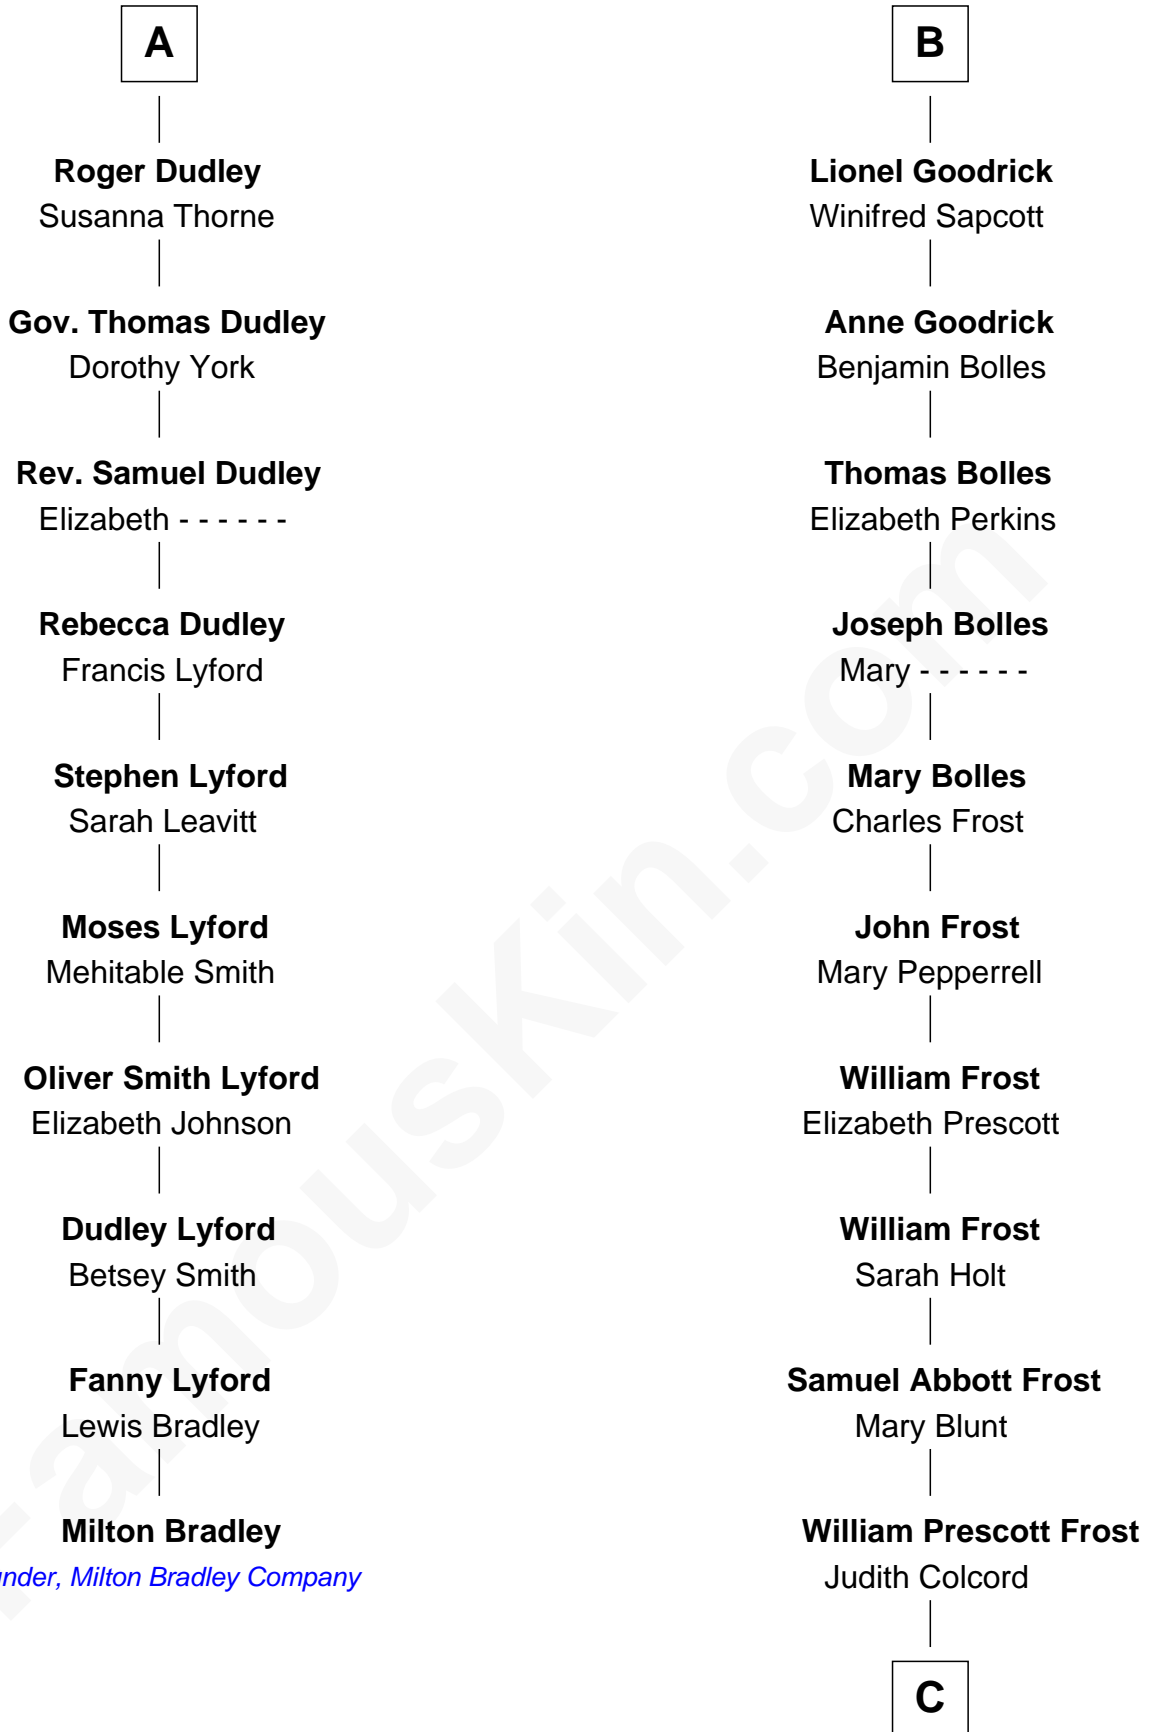 A
Roger Dudley
Susanna Thorne
Gov. Thomas Dudley
Dorothy York
Rev. Samuel Dudley
Elizabeth - - - - - -
Rebecca Dudley
Francis Lyford
Stephen Lyford
Sarah Leavitt
Moses Lyford
Mehitable Smith
Oliver Smith Lyford
Elizabeth Johnson
Dudley Lyford
Betsey Smith
Fanny Lyford
Lewis Bradley
Milton Bradley
under, Milton Bradley Company
B
Lionel Goodrick
Winifred Sapcott
Anne Goodrick
Benjamin Bolles
Thomas Bolles
Elizabeth Perkins
Joseph Bolles
Mary - - - - - -
Mary Bolles
Charles Frost
John Frost
Mary Pepperrell
William Frost
Elizabeth Prescott
William Frost
Sarah Holt
Samuel Abbott Frost
Mary Blunt
William Prescott Frost
Judith Colcord
C
FamousKin.com